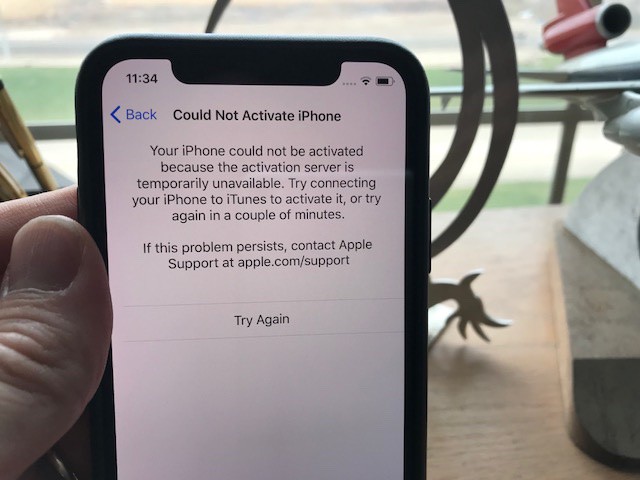 11:34
Back Could Not Activate iPhone
Your iPhone could not be activated
because the activation server is
temporarily unavailable. Try connecting
your iPhone to iTunes to activate it, or try
again in a couple of minutes.
If this problem persists, contact Apple
Support at apple.com/support
Try Again